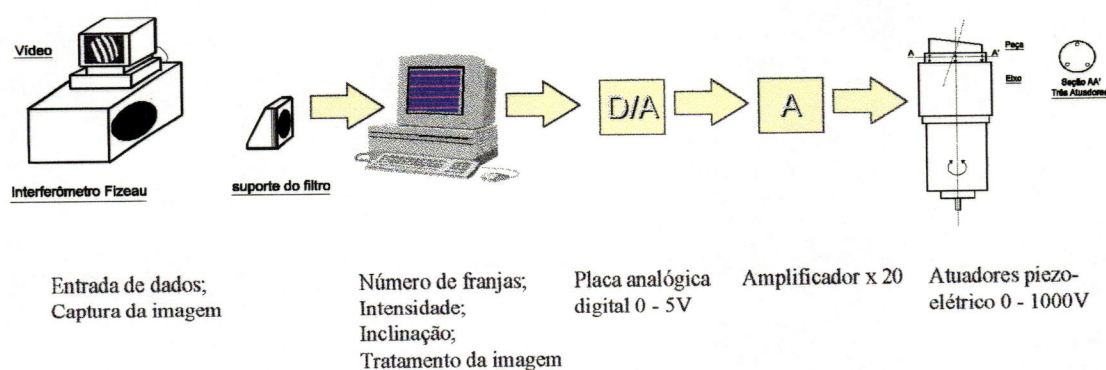 Vídeo
Interferômetro Fizeau
suporte do filtro
D/A
A
A
A'
Peça
Eixo
Seção AA'
Três Atuadores
Entrada de dados;
Captura da imagem
Número de franjas;
Intensidade;
Inclinação;
Tratamento da imagem
Placa analógica
digital 0 - 5V
Amplificador x 20
Atuadores piezo-
elétrico 0 - 1000V